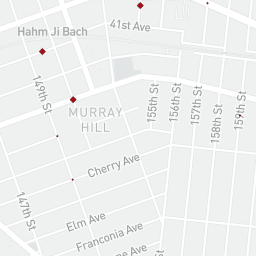 41st Ave
Hahm Ji Bach
149th St
MURRAY
HILL
155th St
156th St
157th St
158th St
159th St
Cherry Ave
147th St
Elm Ave
Franconia Ave
Ave